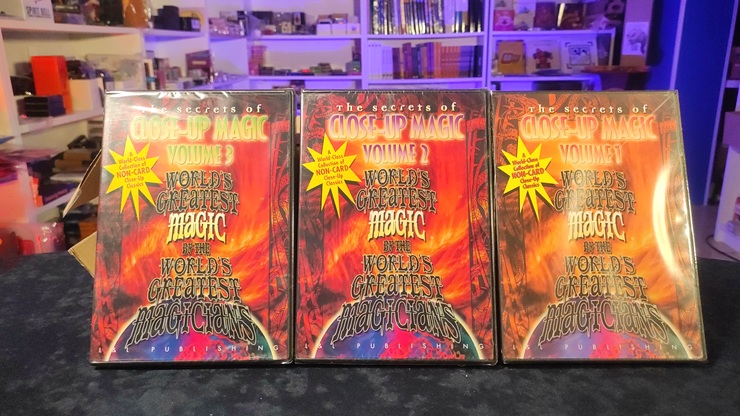 The secrets of
CLOSE-UP MAGIC
VOLUME 3
A
World-Class
Collection of
NON-CARD
Close-Up
Classics
WORLD'S
GREATEST
MAGIC
BY THE
WORLD'S
GREATEST
MAGICIANS
L&L PUBLISHING
The secrets of
CLOSE-UP MAGIC
VOLUME 2
A
World-Class
Collection of
NON-CARD
Close-Up
Classics
WORLD'S
GREATEST
MAGIC
BY THE
WORLD'S
GREATEST
MAGICIANS
L&L PUBLISHING
The secrets of
CLOSE-UP MAGIC
VOLUME 1
A
World-Class
Collection of
NON-CARD
Close-Up
Classics
WORLD'S
GREATEST
MAGIC
BY THE
WORLD'S
GREATEST
MAGICIANS
L&L PUBLISHING